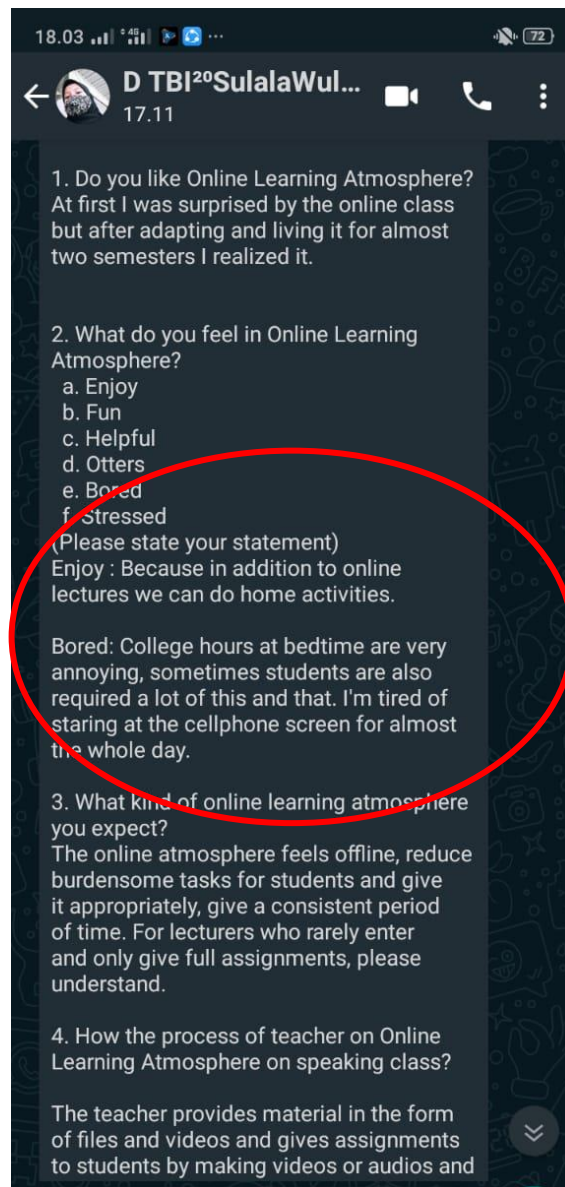 18.03 4G ... 72
D TBI²⁰SulalaWul...
17.11
1. Do you like Online Learning Atmosphere?
At first I was surprised by the online class
but after adapting and living it for almost
two semesters I realized it.
2. What do you feel in Online Learning
Atmosphere?
a. Enjoy
b. Fun
c. Helpful
d. Otters
e. Bored
f. Stressed
(Please state your statement)
Enjoy : Because in addition to online
lectures we can do home activities.
Bored: College hours at bedtime are very
annoying, sometimes students are also
required a lot of this and that. I'm tired of
staring at the cellphone screen for almost
the whole day.
3. What kind of online learning atmosphere
you expect?
The online atmosphere feels offline, reduce
burdensome tasks for students and give
it appropriately, give a consistent period
of time. For lecturers who rarely enter
and only give full assignments, please
understand.
4. How the process of teacher on Online
Learning Atmosphere on speaking class?
The teacher provides material in the form
of files and videos and gives assignments
to students by making videos or audios and